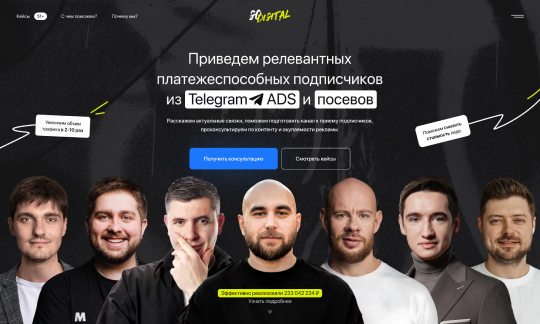 Кейсы 51+ С чем поможем? Почему мы?
GODIGITAL
Приведем релевантных
платежеспособных подписчиков
из Telegram ADS и посевов
Расскажем актуальные связки, поможем подготовить канал к приему подписчиков,
проконсультируем по контенту и окупаемости рекламы
Увеличим объем
трафика в 2-10 раз
Поможем снизить
стоимость лида
Получить консультацию
Смотреть кейсы
M
Эффективно реализовали 233 042 234 ₽
Узнать подробнее